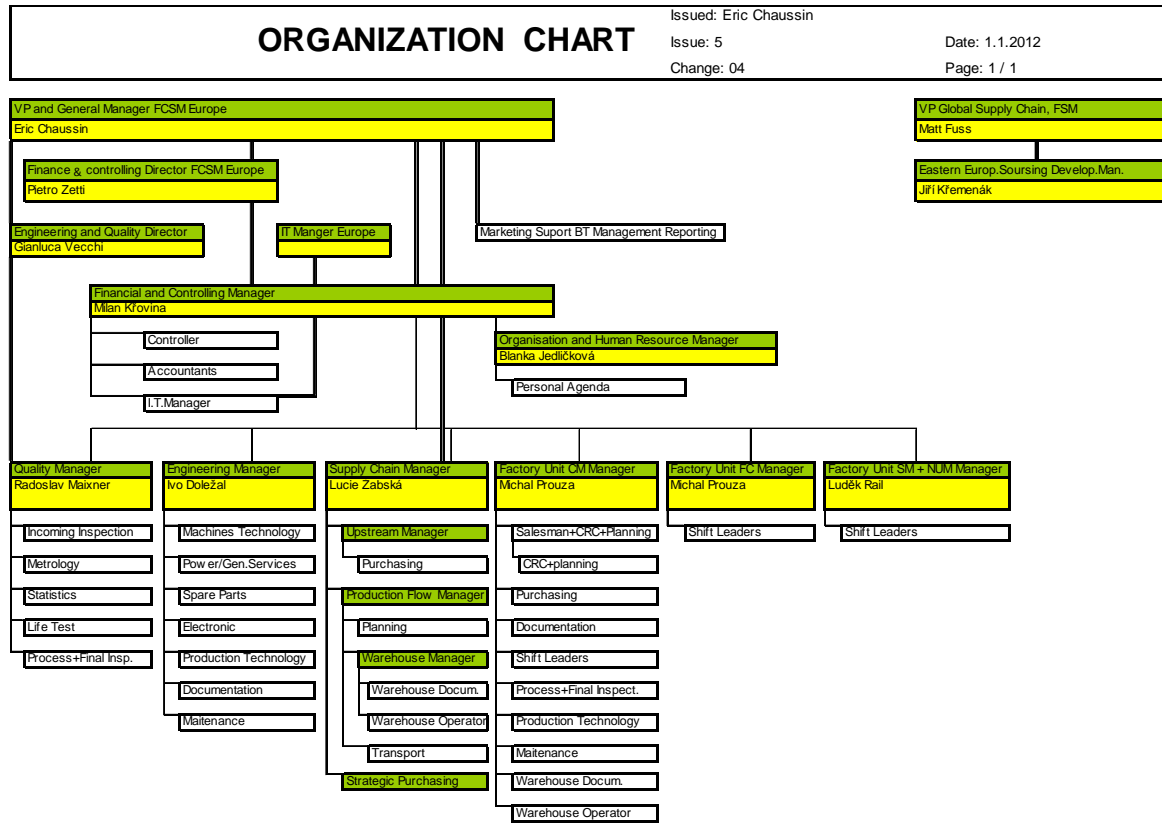 ORGANIZATION CHART
Issued: Eric Chaussin
Issue: 5
Date: 1.1.2012
Change: 04
Page: 1 / 1
VP and General Manager FCSM Europe
Eric Chaussin
VP Global Supply Chain, FSM
Matt Fuss
Finance & controlling Director FCSM Europe
Pietro Zetti
Eastern Europ.Soursing Develop.Man.
Jiří Křemenák
Engineering and Quality Director
Gianluca Vecchi
IT Manger Europe
Marketing Suport BT Management Reporting
Financial and Controlling Manager
Milan Křovina
Controller
Accountants
I.T.Manager
Organisation and Human Resource Manager
Blanka Jedličková
Personal Agenda
Quality Manager
Radoslav Maixner
Incoming Inspection
Metrology
Statistics
Life Test
Process+Final Insp.
Engineering Manager
Ivo Doležal
Machines Technology
Power/Gen.Services
Spare Parts
Electronic
Production Technology
Documentation
Maitenance
Supply Chain Manager
Lucie Zabská
Upstream Manager
Purchasing
Production Flow Manager
Planning
Warehouse Manager
Warehouse Docum.
Warehouse Operator
Transport
Strategic Purchasing
Factory Unit CM Manager
Michal Prouza
Salesman+CRC+Planning
CRC+planning
Purchasing
Documentation
Shift Leaders
Process+Final Inspect.
Production Technology
Maitenance
Warehouse Docum.
Warehouse Operator
Factory Unit FC Manager
Michal Prouza
Shift Leaders
Factory Unit SM + NUM Manager
Luděk Rail
Shift Leaders